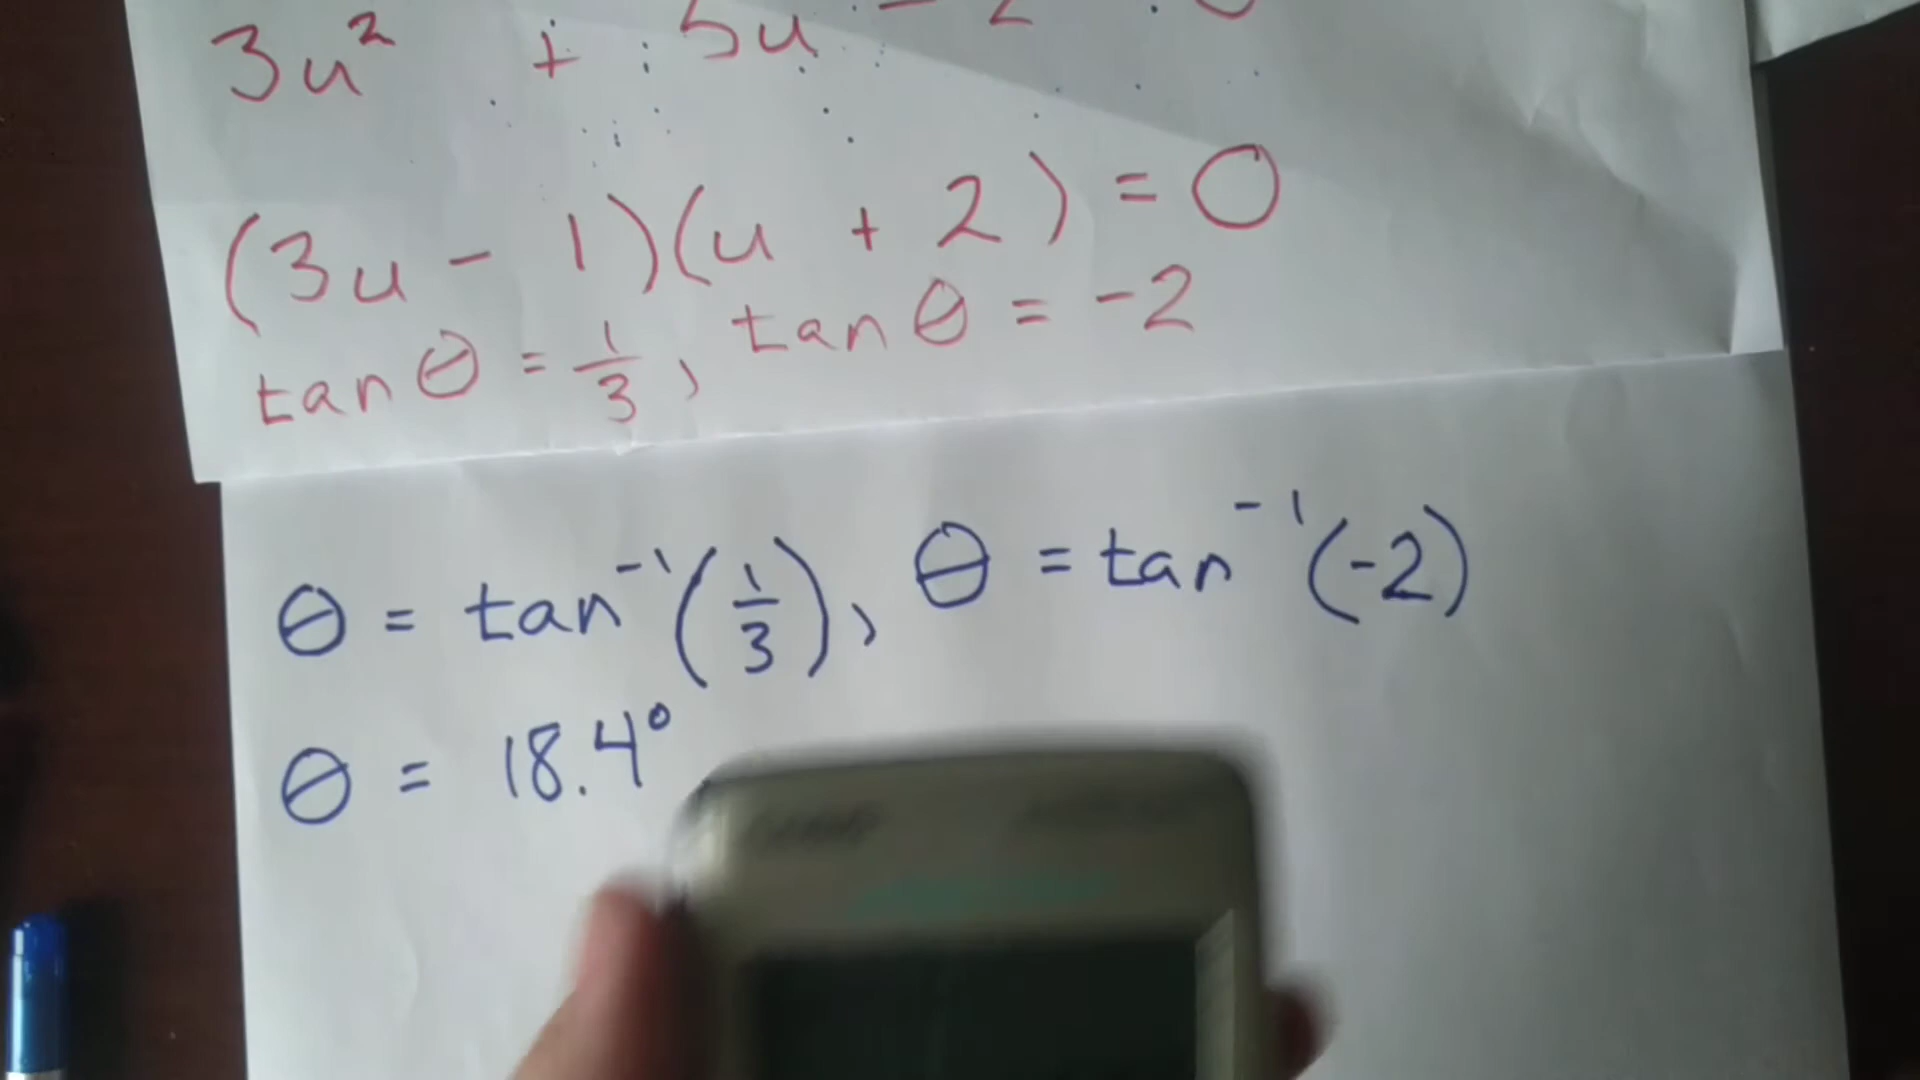 3u² + 5u - 2
(3u - 1)(u + 2) = 0
tan θ = 1/3, tan θ = -2
θ = tan⁻¹(1/3), θ = tan⁻¹(-2)
θ = 18.4°